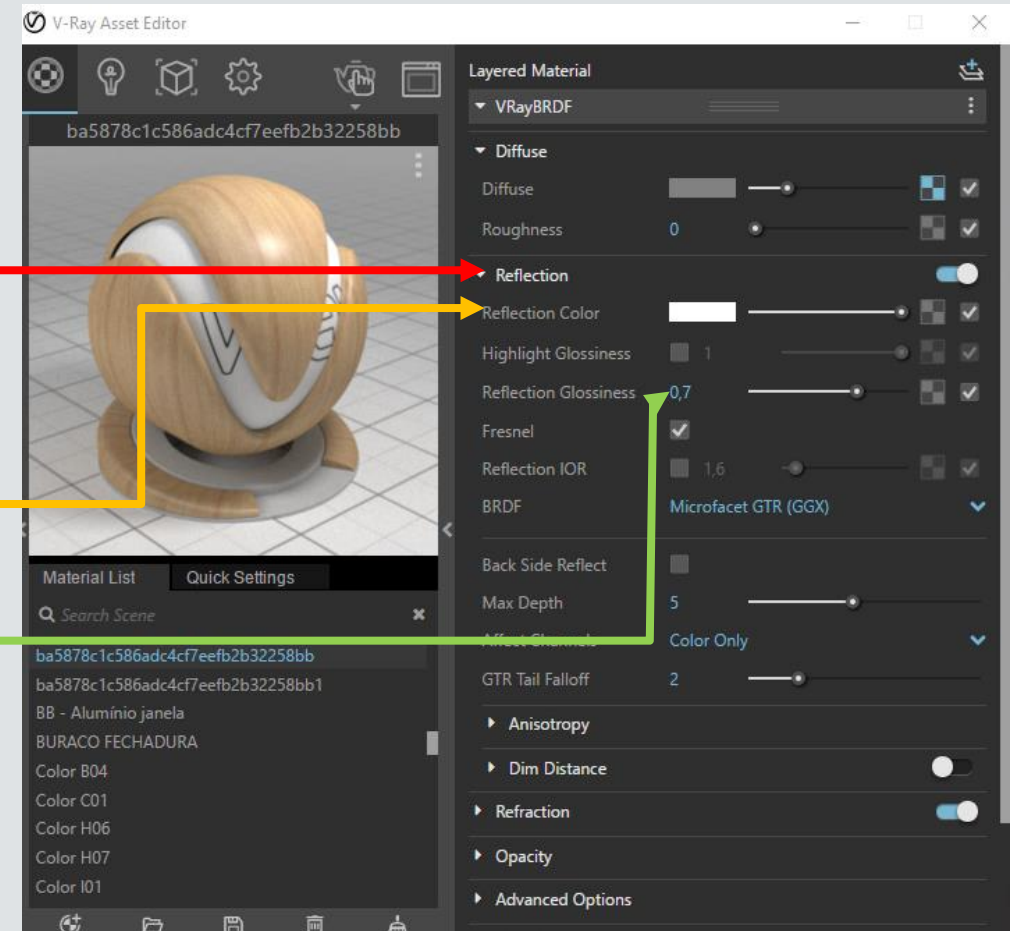 V-Ray Asset Editor
ba5878c1c586adc4cf7eefb2b32258bb
Material List Quick Settings
Search Scene
ba5878c1c586adc4cf7eefb2b32258bb
ba5878c1c586adc4cf7eefb2b32258bb1
BB - Alumínio janela
BURACO FECHADURA
Color B04
Color C01
Color H06
Color H07
Color I01
Layered Material
VRayBRDF
Diffuse
Diffuse
Roughness 0
Reflection
Reflection Color
Highlight Glossiness 1
Reflection Glossiness 0,7
Fresnel
Reflection IOR 1,6
BRDF Microfacet GTR (GGX)
Back Side Reflect
Max Depth 5
Affect Channels Color Only
GTR Tail Falloff 2
Anisotropy
Dim Distance
Refraction
Opacity
Advanced Options